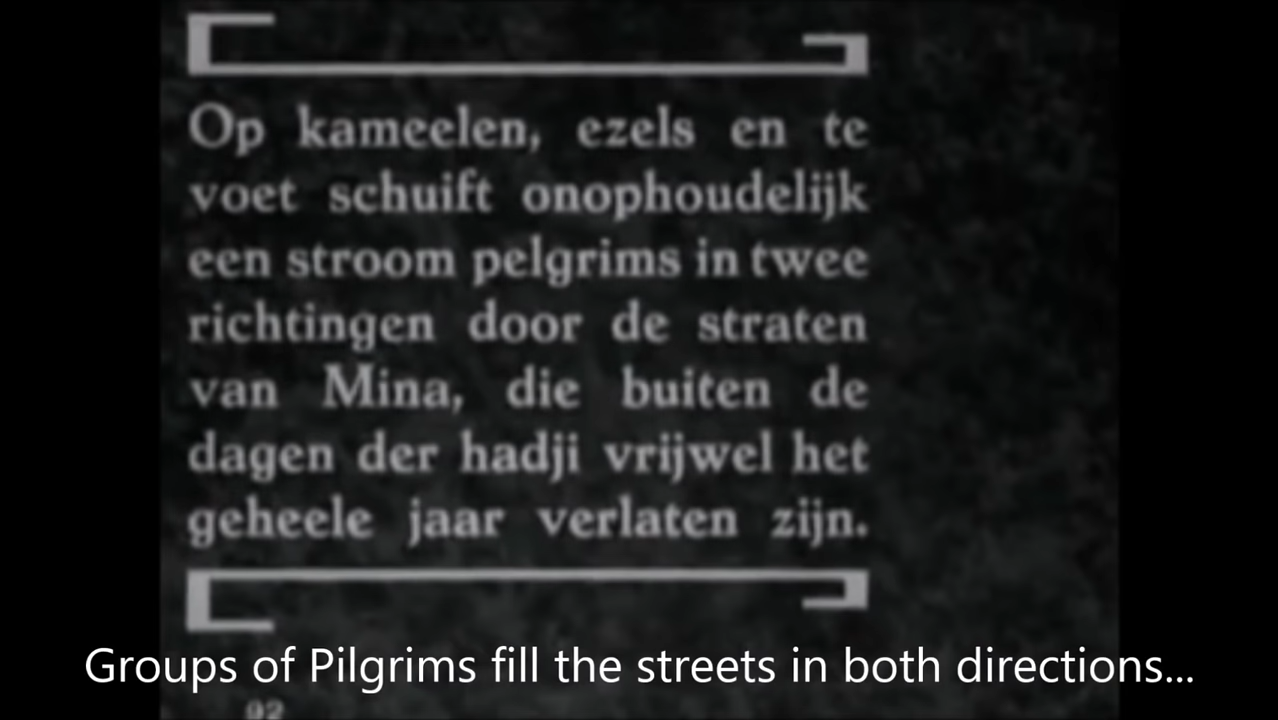 Op kameelen, ezels en te
voet schuift onophoudelijk
een stroom pelgrims in twee
richtingen door de straten
van Mina, die buiten de
dagen der hadji vrijwel het
geheele jaar verlaten zijn.
Groups of Pilgrims fill the streets in both directions...
92